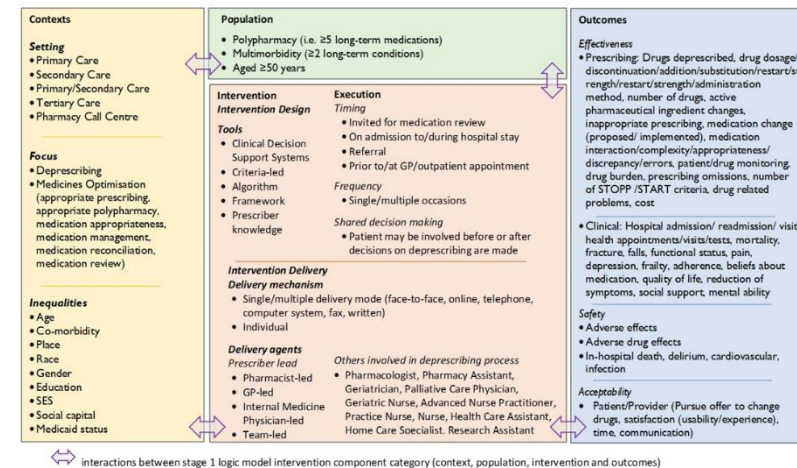 Contexts
Setting
• Primary Care
• Secondary Care
• Primary/Secondary Care
• Tertiary Care
• Pharmacy Call Centre
Focus
• Deprescribing
• Medicines Optimisation
(appropriate prescribing,
appropriate polypharmacy,
medication appropriateness,
medication management,
medication reconciliation,
medication review)
Inequalities
• Age
• Co-morbidity
• Place
• Race
• Gender
• Education
• SES
• Social capital
• Medicaid status
Population
• Polypharmacy (i.e. ≥5 long-term medications)
• Multimorbidity (≥2 long-term conditions)
• Aged ≥50 years
Intervention
Intervention Design
Tools
• Clinical Decision
Support Systems
• Criteria-led
• Algorithm
• Framework
• Prescriber
knowledge
Execution
Timing
• Invited for medication review
• On admission to/during hospital stay
• Referral
• Prior to/at GP/outpatient appointment
Frequency
• Single/multiple occasions
Shared decision making
• Patient may be involved before or after
decisions on deprescribing are made
Intervention Delivery
Delivery mechanism
• Single/multiple delivery mode (face-to-face, online, telephone,
computer system, fax, written)
• Individual
Delivery agents
Prescriber lead
• Pharmacist-led
• GP-led
• Internal Medicine
Physician-led
• Team-led
Others involved in deprescribing process
• Pharmacologist, Pharmacy Assistant,
Geriatrician, Palliative Care Physician,
Geriatric Nurse, Advanced Nurse Practitioner,
Practice Nurse, Nurse, Health Care Assistant,
Home Care Specialist, Research Assistant
Outcomes
Effectiveness
• Prescribing: Drugs deprescribed, drug dosage/
discontinuation/addition/substitution/restart/st
rength/restart/strength/administration
method, number of drugs, active
pharmaceutical ingredient changes,
inappropriate prescribing, medication change
(proposed/ implemented), medication
interaction/complexity/appropriateness/
discrepancy/errors, patient/drug monitoring,
drug burden, prescribing omissions, number
of STOPP /START criteria, drug related
problems, cost
• Clinical: Hospital admission/ readmission/ visit
health appointments/visits/tests, mortality,
fracture, falls, functional status, pain,
depression, frailty, adherence, beliefs about
medication, quality of life, reduction of
symptoms, social support, mental ability
Safety
• Adverse effects
• Adverse drug effects
• In-hospital death, delirium, cardiovascular,
infection
Acceptability
• Patient/Provider (Pursue offer to change
drugs, satisfaction (usability/experience),
time, communication)
interactions between stage 1 logic model intervention component category (context, population, intervention and outcomes)